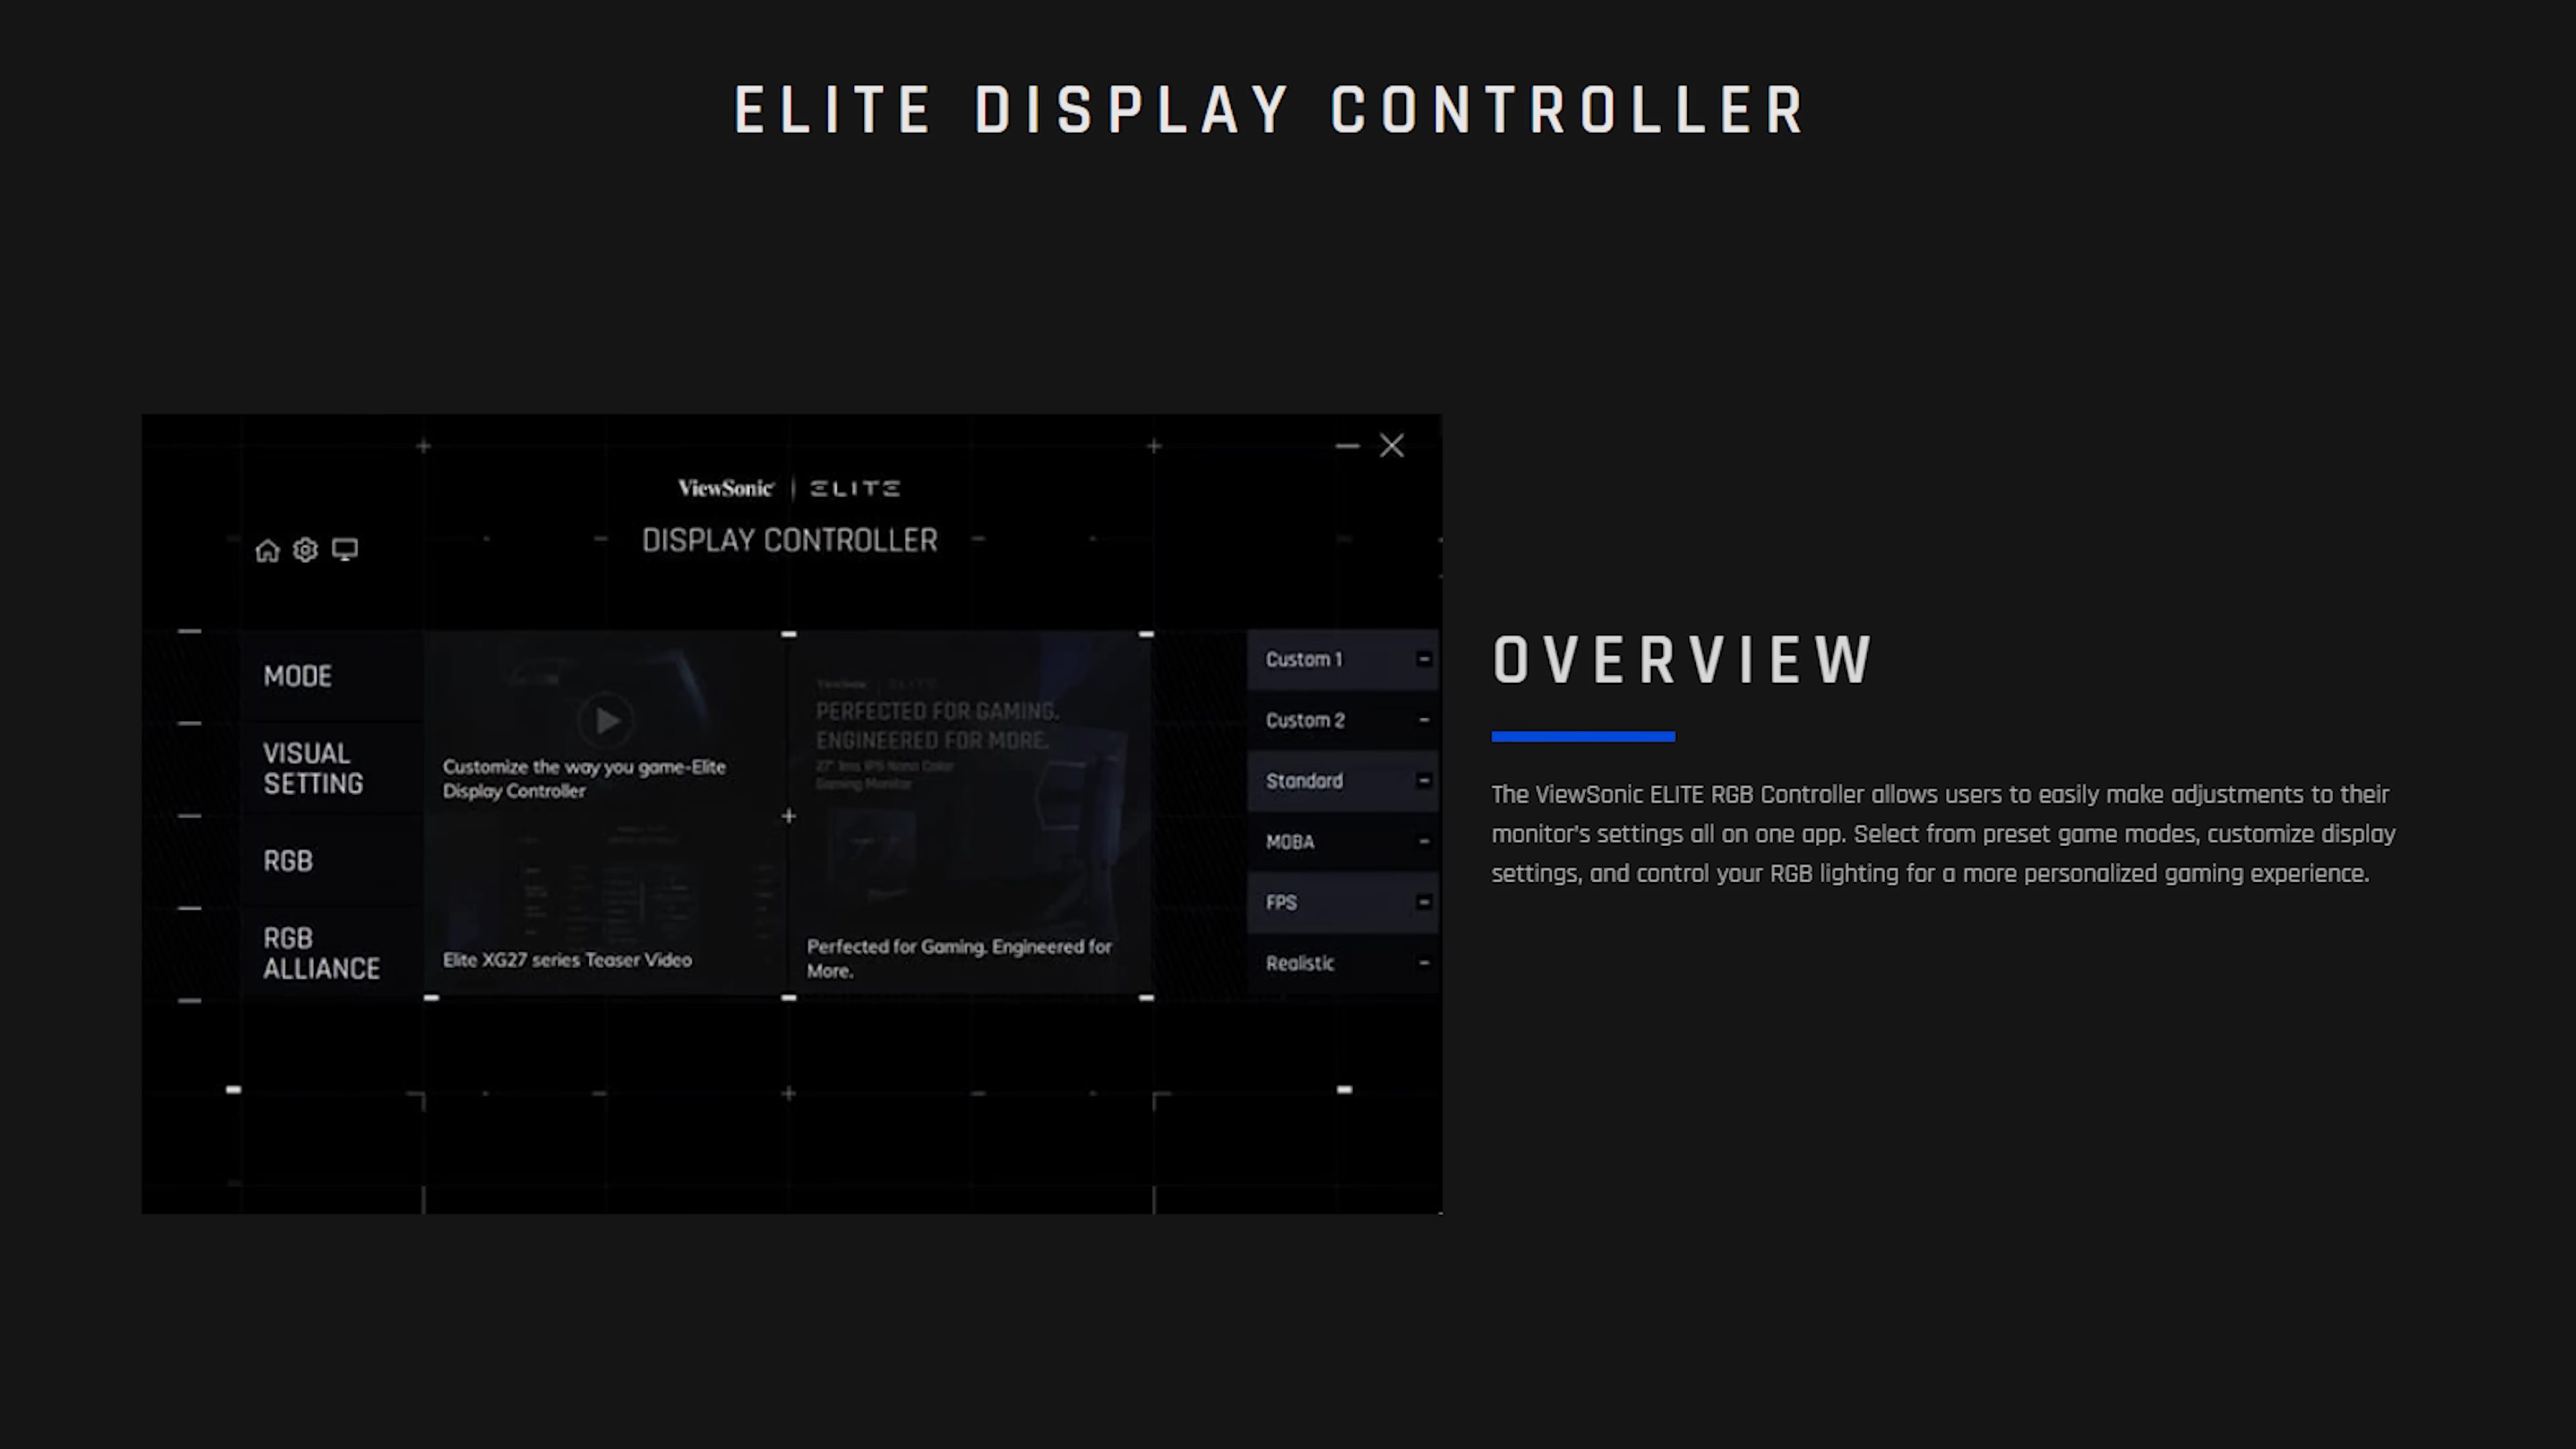 ELITE DISPLAY CONTROLLER
ViewSonic | ELITE
DISPLAY CONTROLLER
MODE
VISUAL
SETTING
RGB
RGB
ALLIANCE
Customize the way you game-Elite
Display Controller
Elite XG27 series Teaser Video
ViewSonic ELITE
PERFECTED FOR GAMING.
ENGINEERED FOR MORE.
Gaming Monitor
Perfected for Gaming. Engineered for
More.
Custom 1
Custom 2
Standard
MOBA
FPS
Realistic
OVERVIEW
The ViewSonic ELITE RGB Controller allows users to easily make adjustments to their
monitor's settings all on one app. Select from preset game modes, customize display
settings, and control your RGB lighting for a more personalized gaming experience.